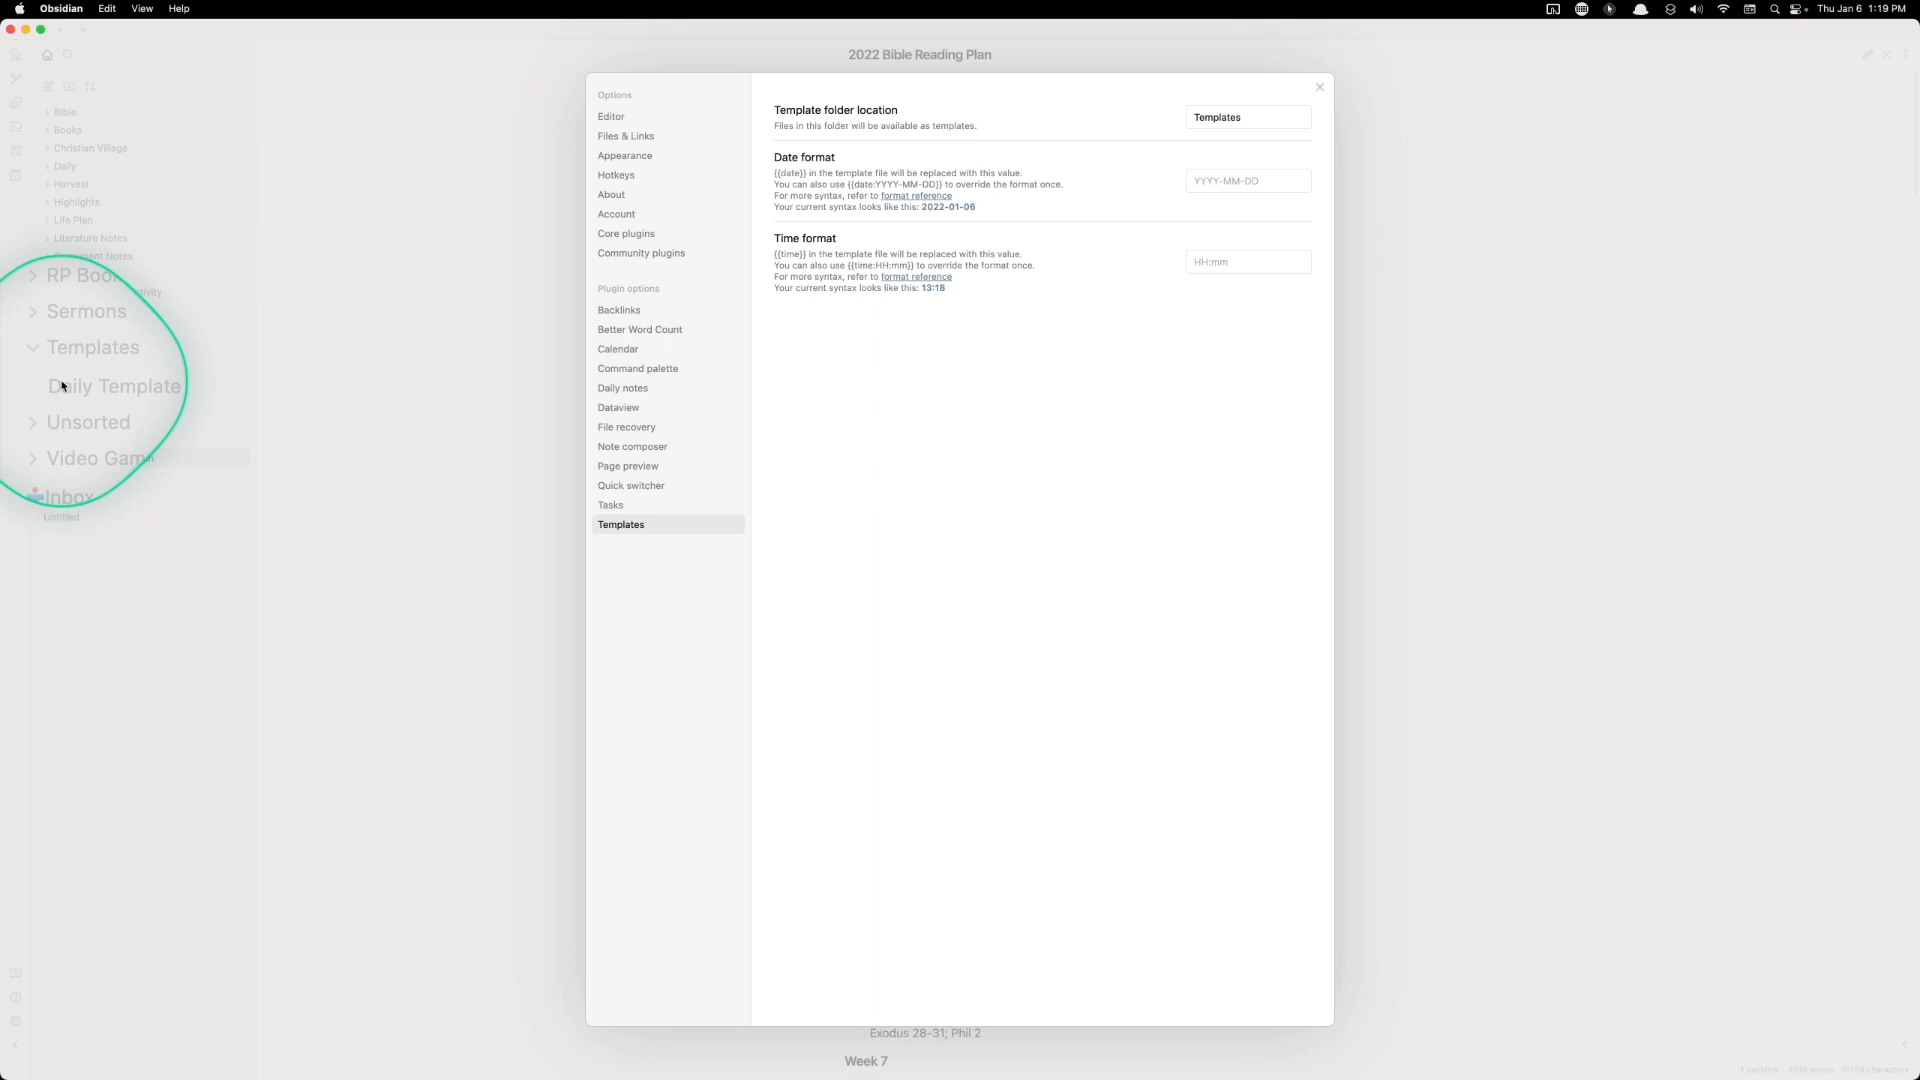 Obsidian Edit View Help
Thu Jan 6 1:19 PM
2022 Bible Reading Plan
Bible
Books
Christian Village
Daily
Harvest
Highlights
Life Plan
Literature Notes
Notes
RP Boo
Sermons
Templates
Daily Template
Unsorted
Video Gam
Inbox
Untitled
Options
Editor
Files & Links
Appearance
Hotkeys
About
Account
Core plugins
Community plugins
Plugin options
Backlinks
Better Word Count
Calendar
Command palette
Daily notes
Dataview
File recovery
Note composer
Page preview
Quick switcher
Tasks
Templates
Template folder location
Files in this folder will be available as templates.
Templates
Date format
{{date}} in the template file will be replaced with this value.
You can also use {{date:YYYY-MM-DD}} to override the format once.
For more syntax, refer to format reference
Your current syntax looks like this: 2022-01-06
YYYY-MM-DD
Time format
{{time}} in the template file will be replaced with this value.
You can also use {{time:HH:mm}} to override the format once.
For more syntax, refer to format reference
Your current syntax looks like this: 13:18
HH:mm
Exodus 28-31; Phil 2
Week 7
1 backlink